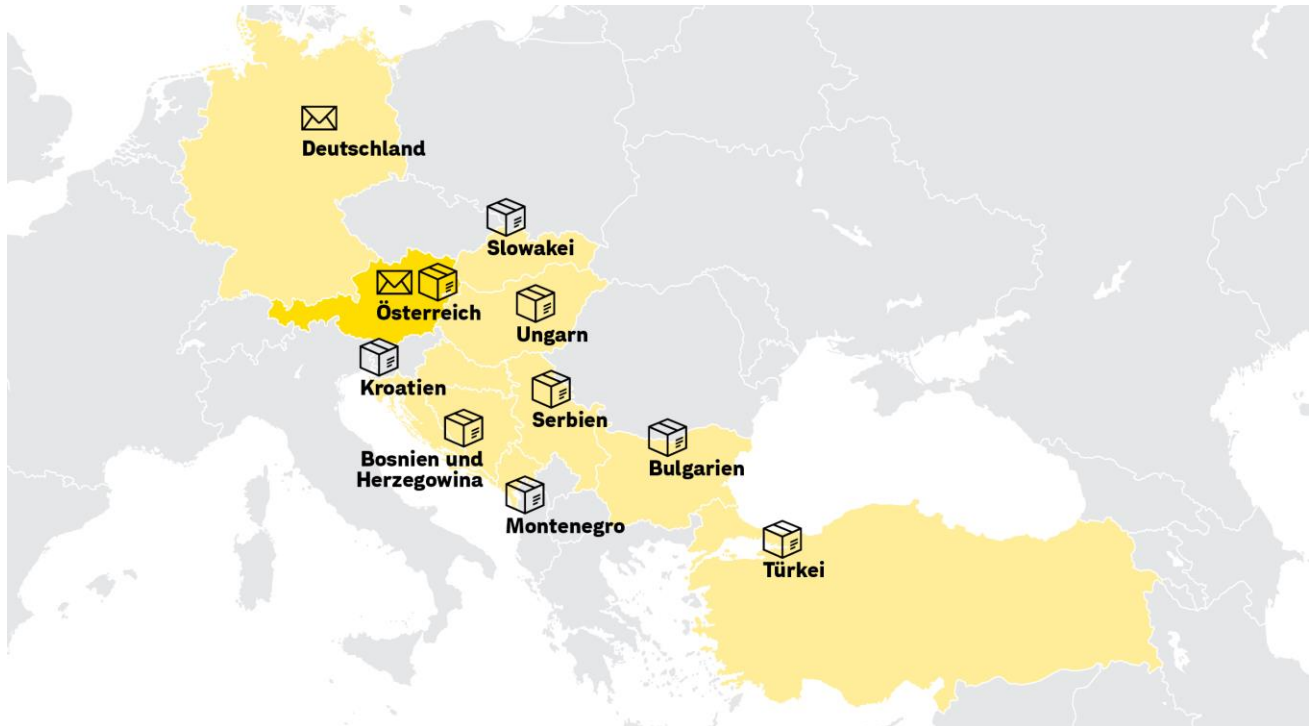 Deutschland
Slowakei
Österreich
Ungarn
Kroatien
Serbien
Bosnien und
Herzegowina
Bulgarien
Montenegro
Türkei